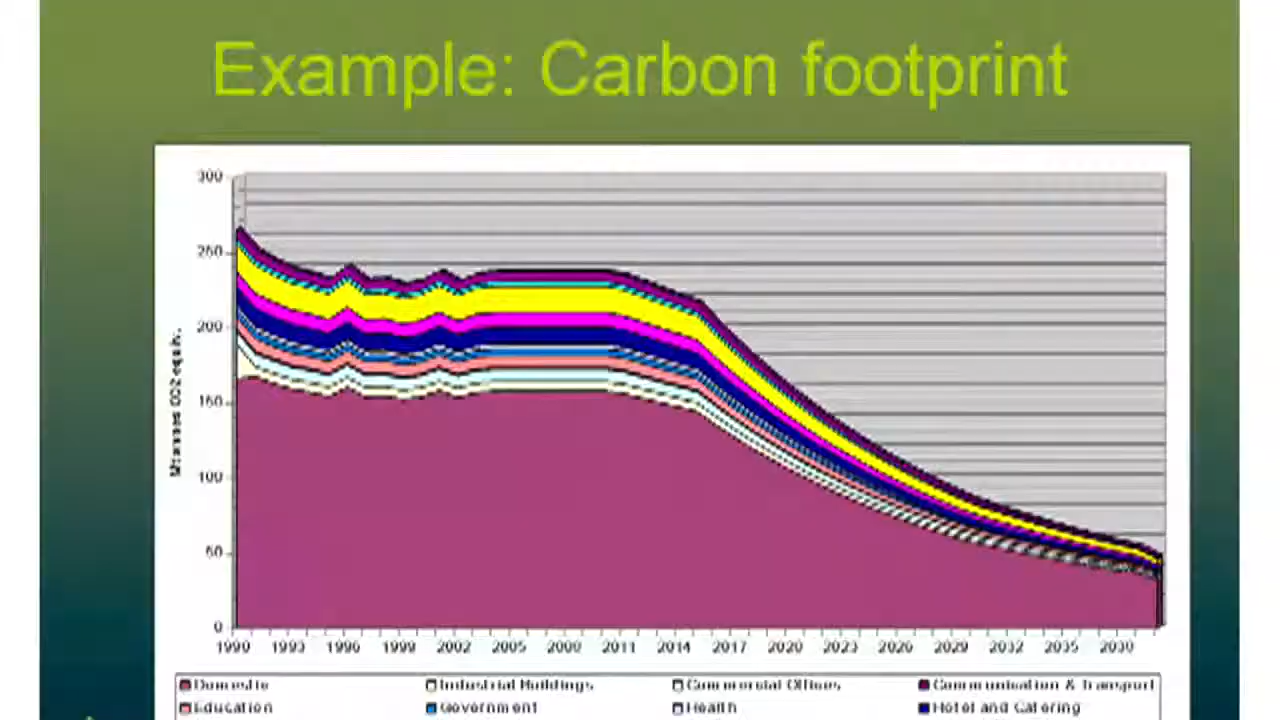 Example: Carbon footprint
300
250
200
150
100
50
0
1990 1993 1996 1999 2002 2005 2011 2014 2017 2020 2023 2026 2029 2032 2035
Domestic Industrial Buildings Commercial Offices Communication & Transport
Education Government Health Hotel and Catering